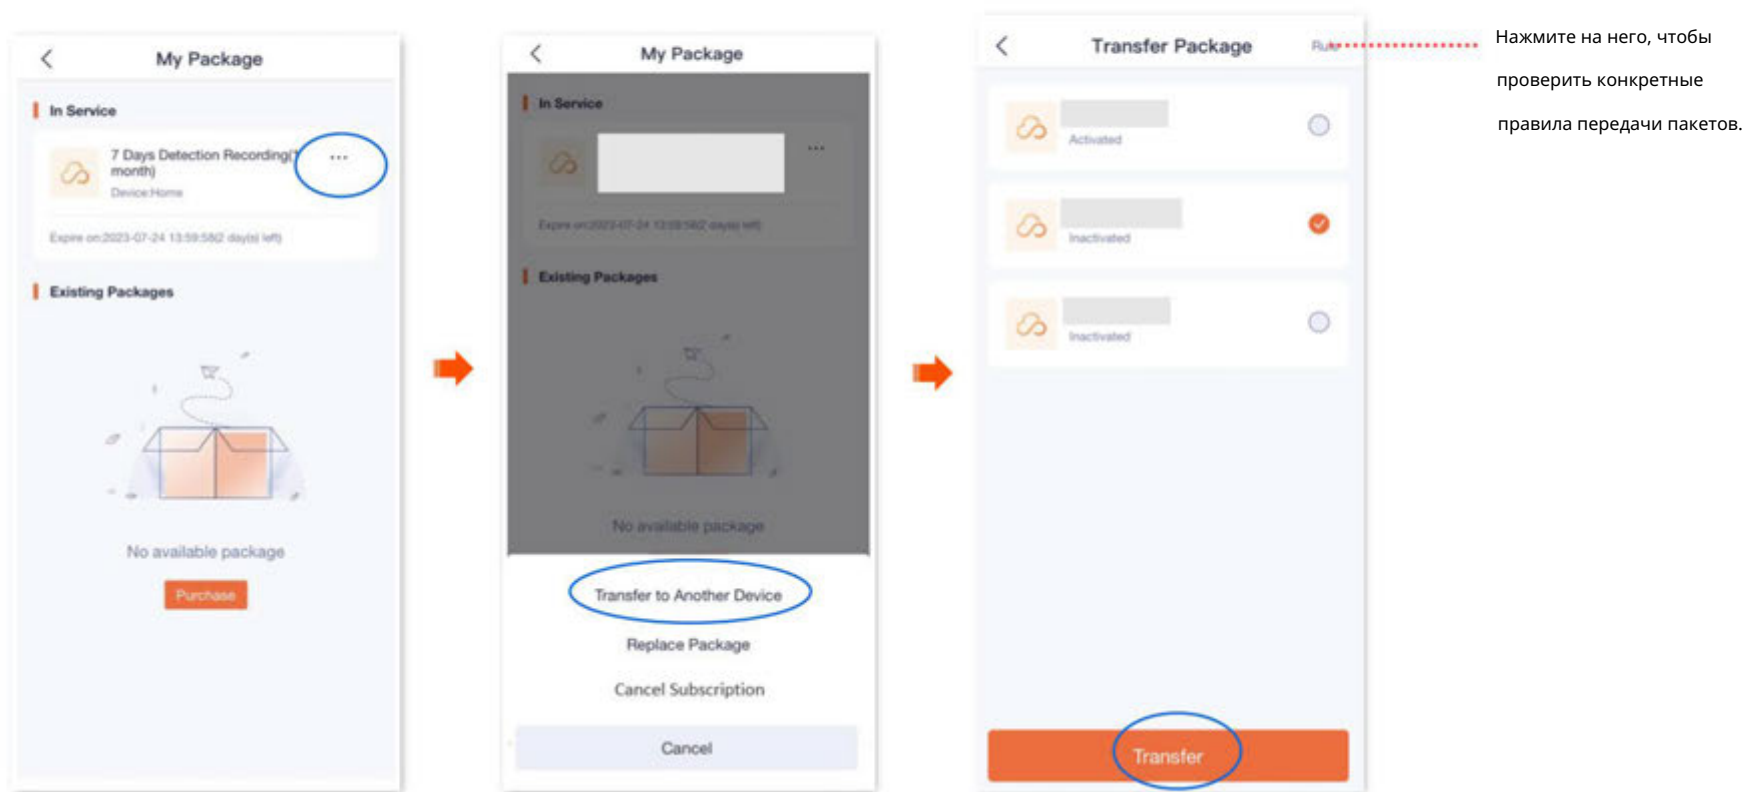 My Package
In Service
7 Days Detection Recording(
month)
Device:Home
Expire on:2023-07-24 13:59:58(2 day(s) left)
Existing Packages
No available package
Purchase
My Package
In Service
...
Expire on:2023-07-24 13:59:58(2 day(s) left)
Existing Packages
No available package
Transfer to Another Device
Replace Package
Cancel Subscription
Cancel
Transfer Package
Rule
Activated
Inactivated
Inactivated
Transfer
Нажмите на него, чтобы
проверить конкретные
правила передачи пакетов.